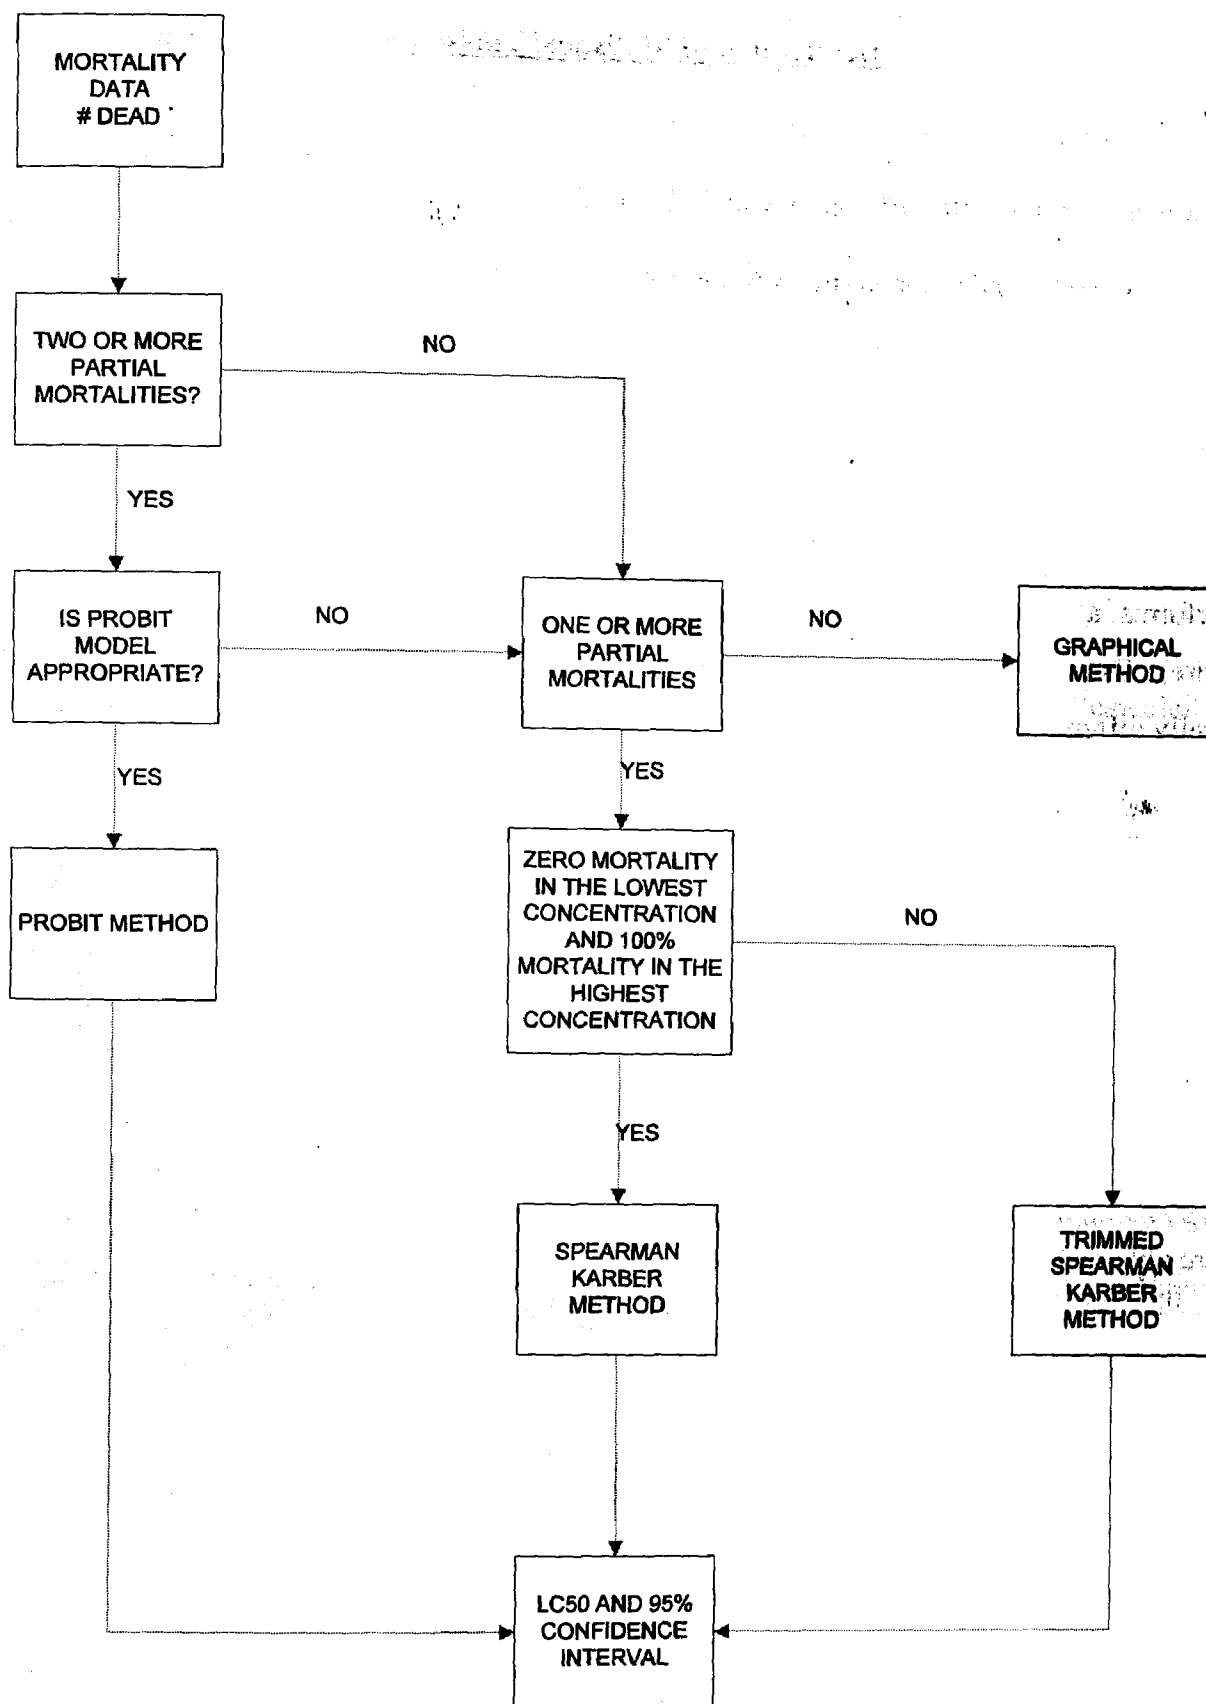 MORTALITY
DATA
# DEAD
TWO OR MORE
PARTIAL
MORTALITIES?
NO
YES
IS PROBIT
MODEL
APPROPRIATE?
NO
ONE OR MORE
PARTIAL
MORTALITIES
NO
GRAPHICAL
METHOD
YES
YES
PROBIT METHOD
ZERO MORTALITY
IN THE LOWEST
CONCENTRATION
AND 100%
MORTALITY IN THE
HIGHEST
CONCENTRATION
NO
YES
SPEARMAN
KARBER
METHOD
TRIMMED
SPEARMAN
KARBER
METHOD
LC50 AND 95%
CONFIDENCE
INTERVAL